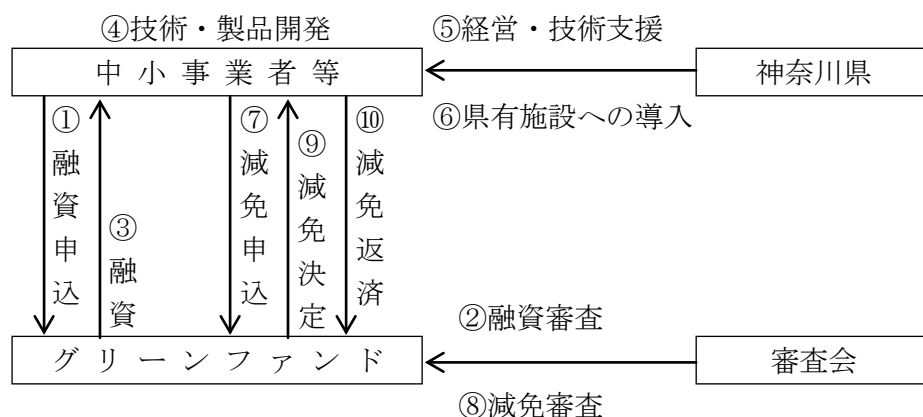 ④技術・製品開発
⑤経営・技術支援
中小事業者等
神奈川県
⑥県有施設への導入
①融資申込
③融資
⑦減免申込
⑨減免決定
⑩減免返済
②融資審査
グリーンファンド
審査会
⑧減免審査